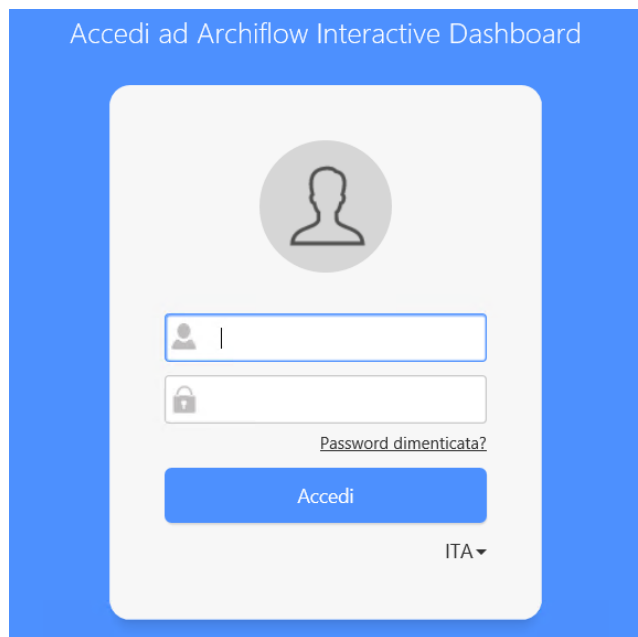 Accedi ad Archiflow Interactive Dashboard
Password dimenticata?
Accedi
ITA